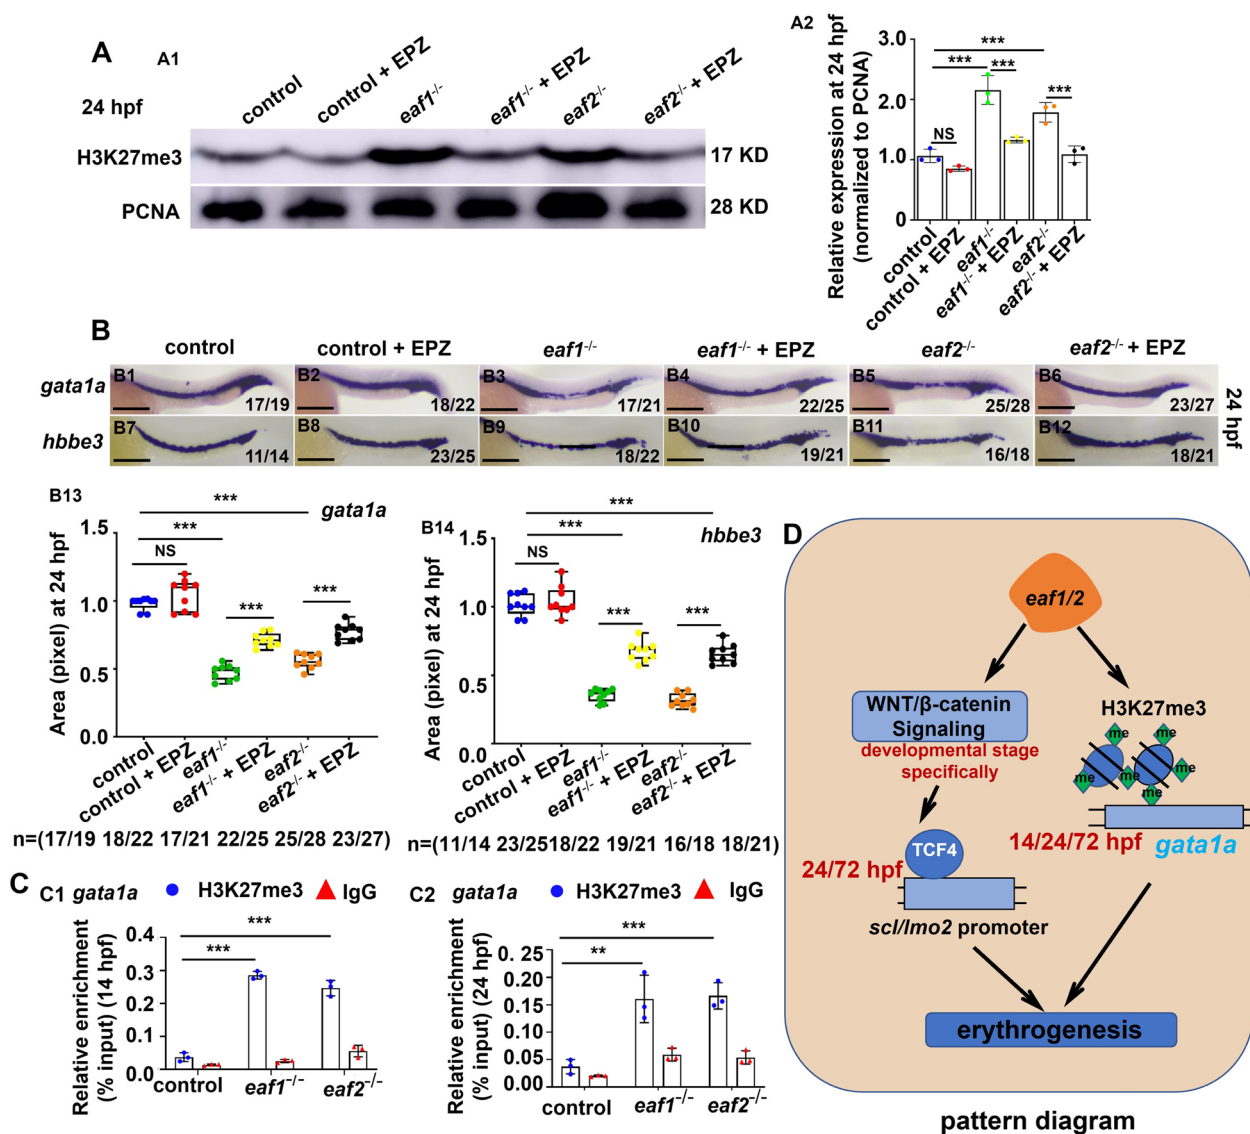 A
A1
24 hpf
control
control + EPZ
eaf1-/-
eaf1-/- + EPZ
eaf2-/-
eaf2-/- + EPZ
H3K27me3
17 KD
PCNA
28 KD
A2
Relative expression at 24 hpf
(normalized to PCNA)
3.0
2.0
1.0
0
***
***
***
***
NS
control
control + EPZ
eaf1-/-
eaf1-/- + EPZ
eaf2-/-
eaf2-/- + EPZ
B
control
control + EPZ
eaf1-/-
eaf1-/- + EPZ
eaf2-/-
eaf2-/- + EPZ
gata1a
B1
17/19
B2
18/22
B3
17/21
B4
22/25
B5
25/28
B6
23/27
hbbe3
B7
11/14
B8
23/25
B9
18/22
B10
19/21
B11
16/18
B12
18/21
24 hpf
B13
gata1a
Area (pixel) at 24 hpf
1.5
1.0
0.5
0.0
***
***
NS
***
***
control
control + EPZ
eaf1-/-
eaf1-/- + EPZ
eaf2-/-
eaf2-/- + EPZ
n=(17/19 18/22 17/21 22/25 25/28 23/27)
B14
hbbe3
Area (pixel) at 24 hpf
1.5
1.0
0.5
0.0
***
***
NS
***
***
control
control + EPZ
eaf1-/-
eaf1-/- + EPZ
eaf2-/-
eaf2-/- + EPZ
n=(11/14 23/25 18/22 19/21 16/18 18/21)
C
C1 gata1a
H3K27me3
IgG
Relative enrichment
(% input) (14 hpf)
0.4
0.3
0.2
0.1
0.0
***
***
control
eaf1-/-
eaf2-/-
C2 gata1a
H3K27me3
IgG
Relative enrichment
(% input) (24 hpf)
0.25
0.20
0.15
0.10
0.05
0.00
***
**
control
eaf1-/-
eaf2-/-
D
eaf1/2
WNT/β-catenin
Signaling
developmental stage
specifically
H3K27me3
me
me
me
me
me
TCF4
24/72 hpf
scl/lmo2 promoter
14/24/72 hpf
gata1a
erythrogenesis
pattern diagram